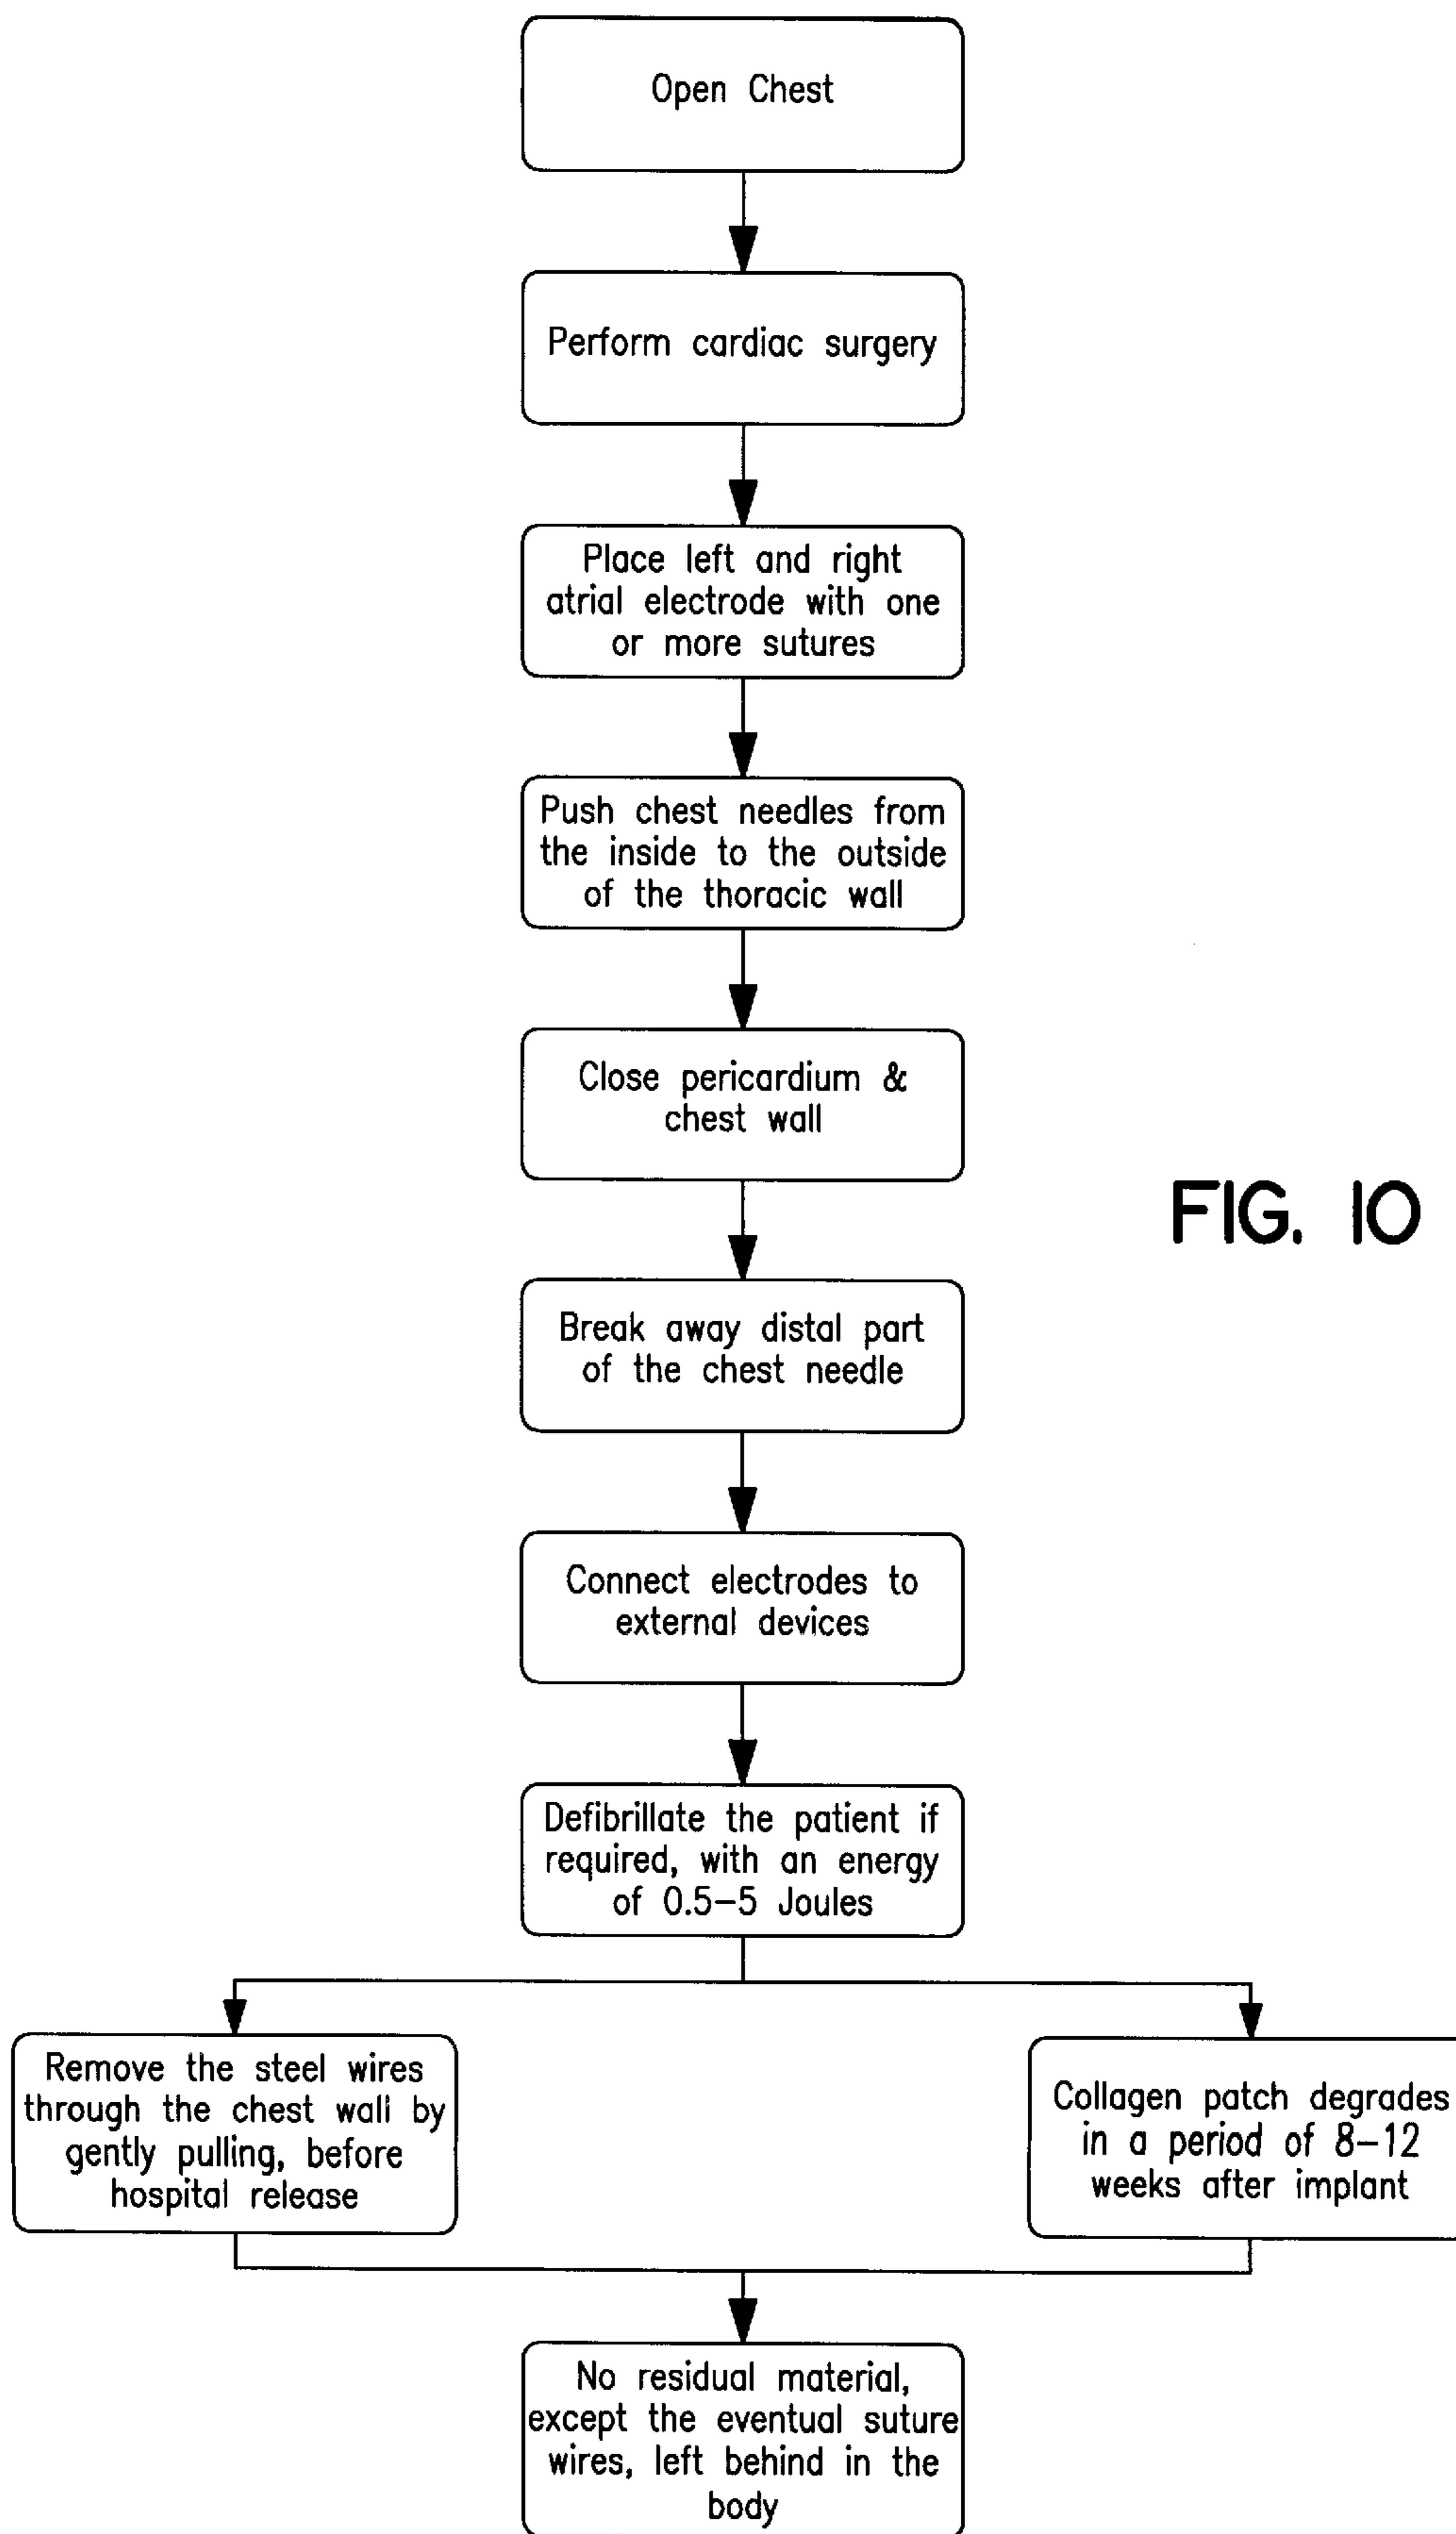 Open Chest
Perform cardiac surgery
Place left and right
atrial electrode with one
or more sutures
Push chest needles from
the inside to the outside
of the thoracic wall
Close pericardium &
chest wall
FIG. 10
Break away distal part
of the chest needle
Connect electrodes to
external devices
Defibrillate the patient if
required, with an energy
of 0.5–5 Joules
Remove the steel wires
through the chest wall by
gently pulling, before
hospital release
Collagen patch degrades
in a period of 8–12
weeks after implant
No residual material,
except the eventual suture
wires, left behind in the
body